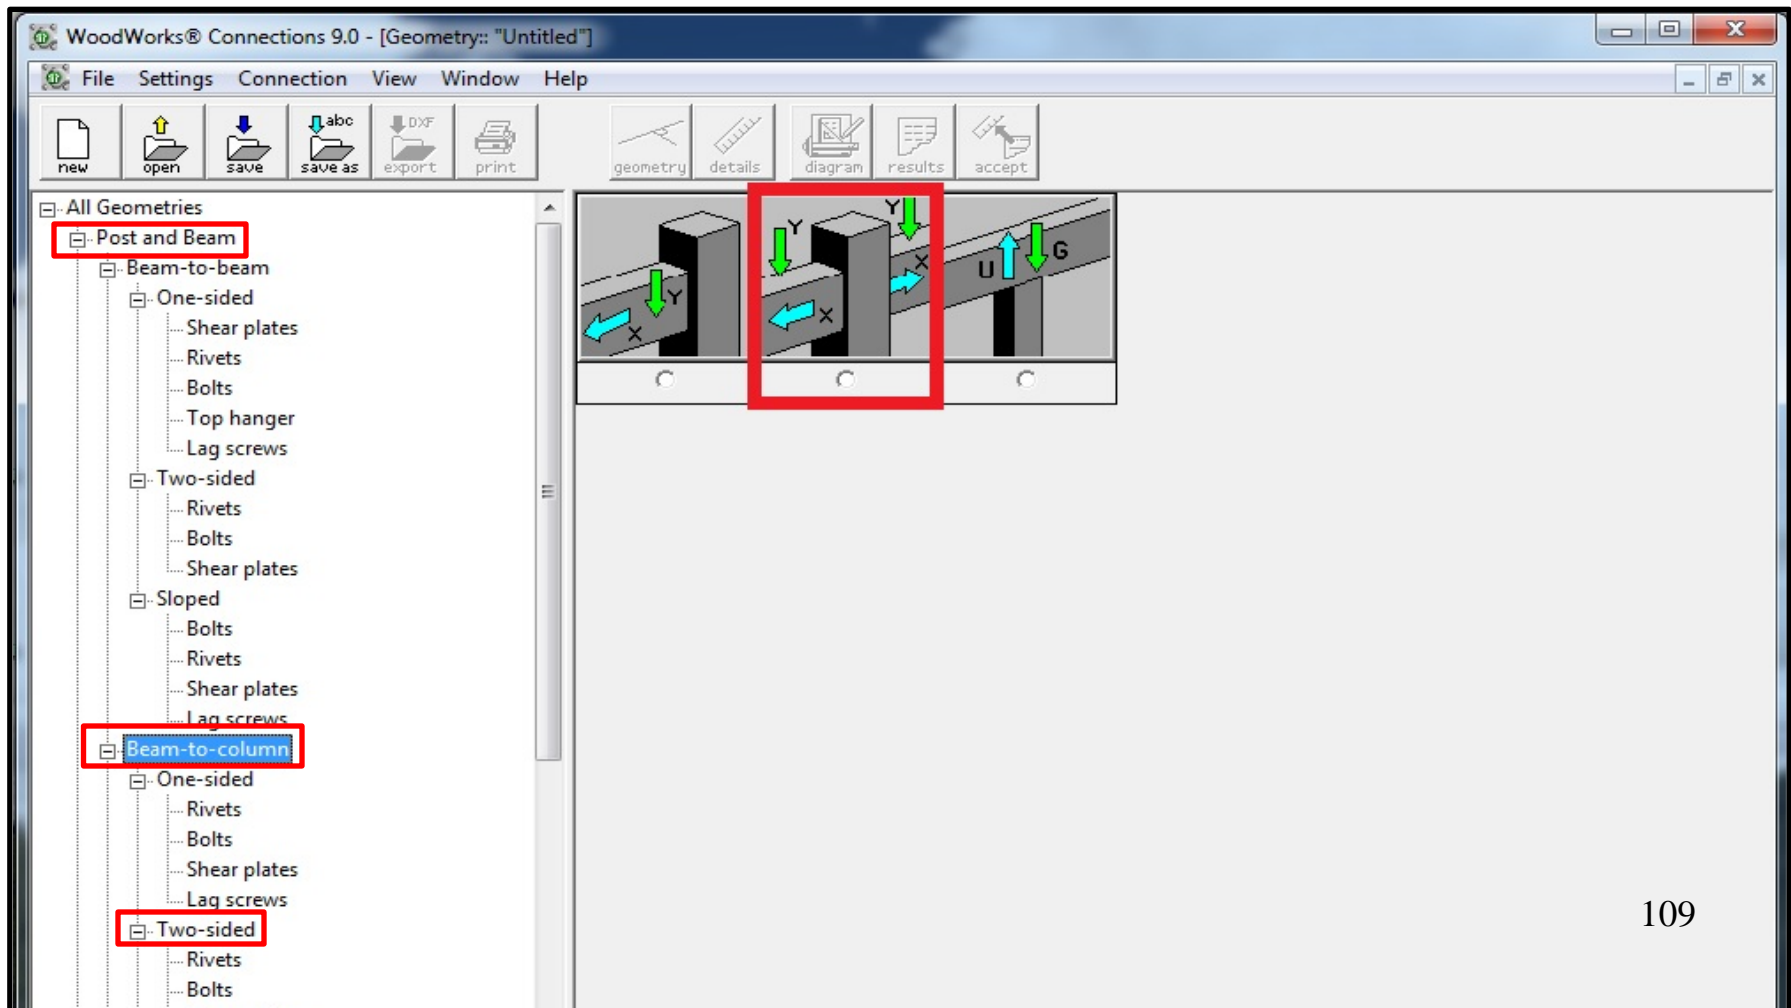 WoodWorks® Connections 9.0 - [Geometry:: "Untitled"]
File Settings Connection View Window Help
new open save abc save as DXF export print geometry details diagram results accept
All Geometries
Post and Beam
Beam-to-beam
One-sided
Shear plates
Rivets
Bolts
Top hanger
Lag screws
Two-sided
Rivets
Bolts
Shear plates
Sloped
Bolts
Rivets
Shear plates
Lag screws
Beam-to-column
One-sided
Rivets
Bolts
Shear plates
Lag screws
Two-sided
Rivets
Bolts
Y X
Y X Y X
U G
109